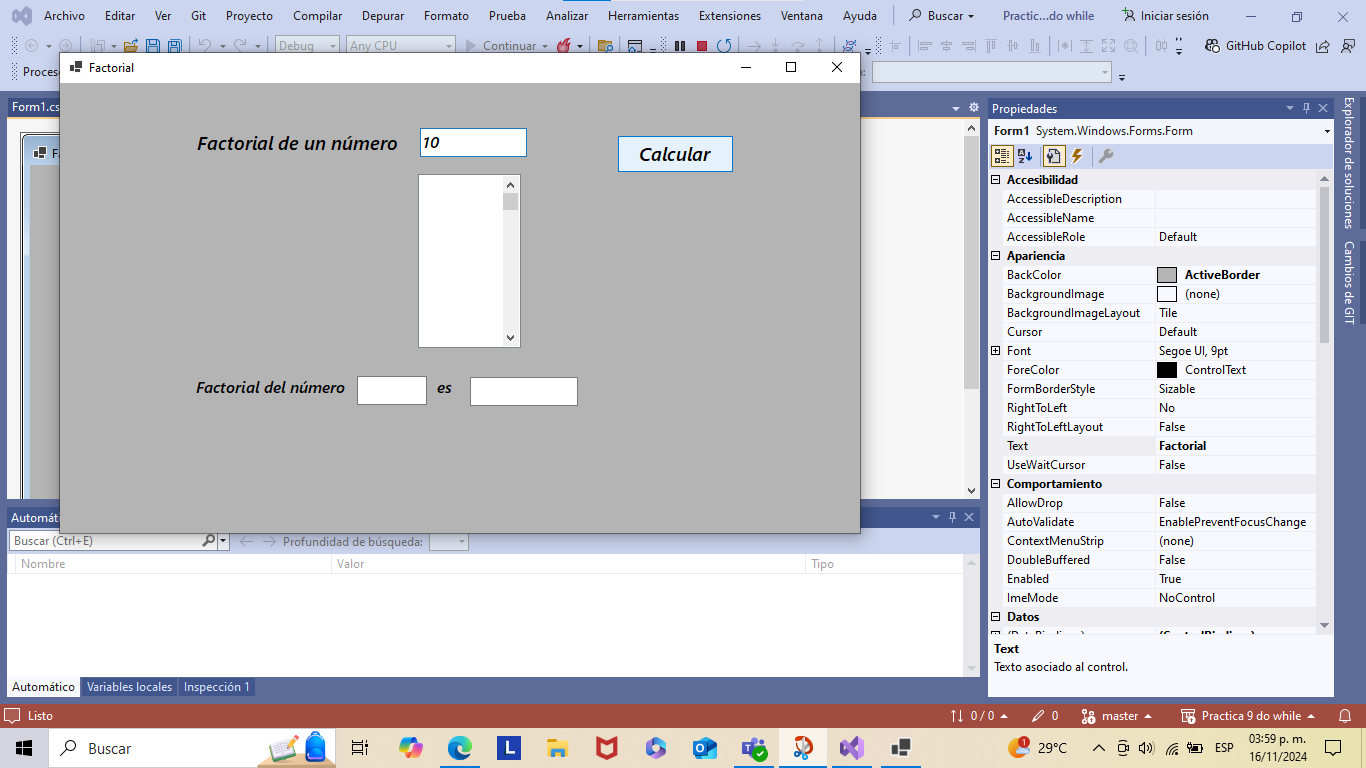 Archivo Editar Ver Git Proyecto Compilar Depurar Formato Prueba Analizar Herramientas Extensiones Ventana Ayuda Buscar Practic...do while Iniciar sesión
Debug Any CPU Continuar GitHub Copilot
Proces
Factorial
Form1.cs
Factorial de un número 10 Calcular
Factorial del número es
Propiedades
Form1 System.Windows.Forms.Form
Accesibilidad
AccessibleDescription
AccessibleName
AccessibleRole Default
Apariencia
BackColor ActiveBorder
BackgroundImage (none)
BackgroundImageLayout Tile
Cursor Default
Font Segoe UI, 9pt
ForeColor ControlText
FormBorderStyle Sizable
RightToLeft No
RightToLeftLayout False
Text Factorial
UseWaitCursor False
Comportamiento
AllowDrop False
AutoValidate EnablePreventFocusChange
ContextMenuStrip (none)
DoubleBuffered False
Enabled True
ImeMode NoControl
Datos
Text
Texto asociado al control.
Explorador de soluciones
Cambios de GIT
Automáti
Buscar (Ctrl+E) Profundidad de búsqueda:
Nombre Valor Tipo
Automático Variables locales Inspección 1
Listo 0 / 0 0 master Practica 9 do while
Buscar L 1 29°C ESP 03:59 p. m.
16/11/2024